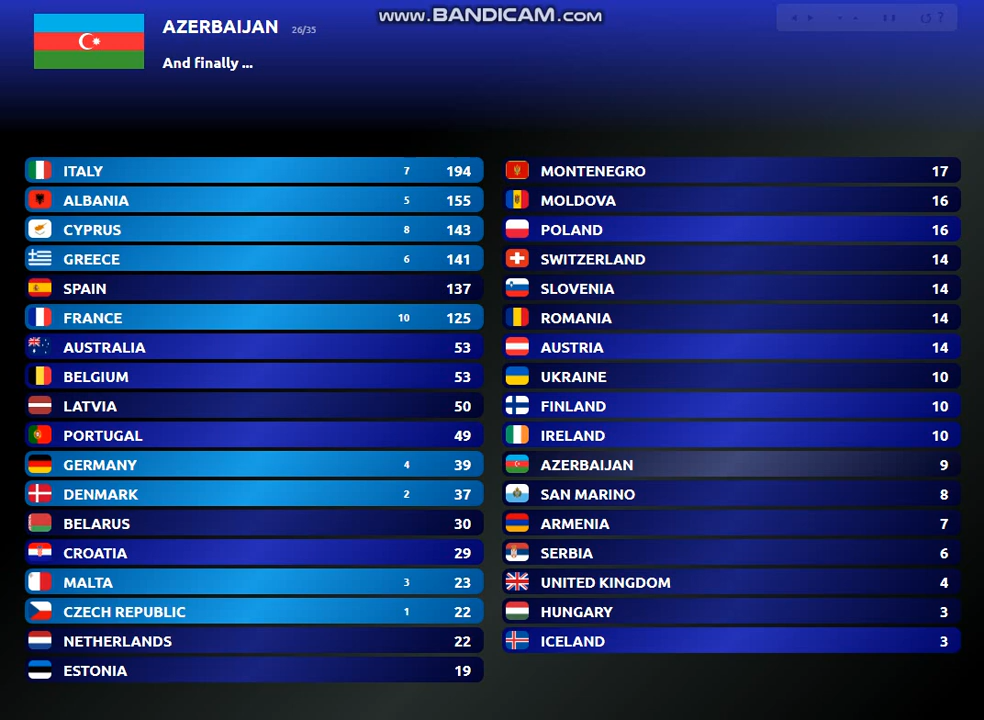 www.BANDICAM.com
AZERBAIJAN 26/35
And finally ...
ITALY 7 194
ALBANIA 5 155
CYPRUS 8 143
GREECE 6 141
SPAIN 137
FRANCE 10 125
AUSTRALIA 53
BELGIUM 53
LATVIA 50
PORTUGAL 49
GERMANY 4 39
DENMARK 2 37
BELARUS 30
CROATIA 29
MALTA 3 23
CZECH REPUBLIC 1 22
NETHERLANDS 22
ESTONIA 19
MONTENEGRO 17
MOLDOVA 16
POLAND 16
SWITZERLAND 14
SLOVENIA 14
ROMANIA 14
AUSTRIA 14
UKRAINE 10
FINLAND 10
IRELAND 10
AZERBAIJAN 9
SAN MARINO 8
ARMENIA 7
SERBIA 6
UNITED KINGDOM 4
HUNGARY 3
ICELAND 3